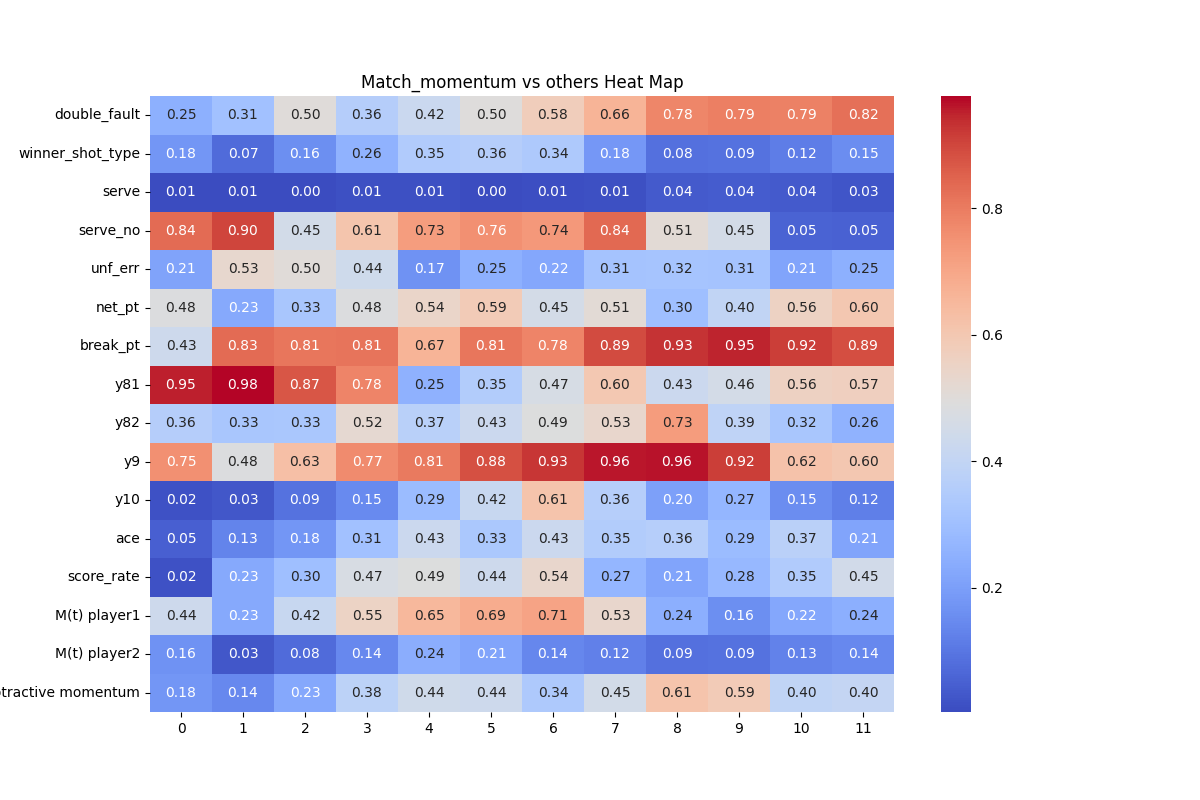 Match_momentum vs others Heat Map
double_fault 0.25 0.31 0.50 0.36 0.42 0.50 0.58 0.66 0.78 0.79 0.79 0.82
winner_shot_type 0.18 0.07 0.16 0.26 0.35 0.36 0.34 0.18 0.08 0.09 0.12 0.15
serve 0.01 0.01 0.00 0.01 0.01 0.00 0.01 0.01 0.04 0.04 0.04 0.03
serve_no 0.84 0.90 0.45 0.61 0.73 0.76 0.74 0.84 0.51 0.45 0.05 0.05
unf_err 0.21 0.53 0.50 0.44 0.17 0.25 0.22 0.31 0.32 0.31 0.21 0.25
net_pt 0.48 0.23 0.33 0.48 0.54 0.59 0.45 0.51 0.30 0.40 0.56 0.60
break_pt 0.43 0.83 0.81 0.81 0.67 0.81 0.78 0.89 0.93 0.95 0.92 0.89
y81 0.95 0.98 0.87 0.78 0.25 0.35 0.47 0.60 0.43 0.46 0.56 0.57
y82 0.36 0.33 0.33 0.52 0.37 0.43 0.49 0.53 0.73 0.39 0.32 0.26
y9 0.75 0.48 0.63 0.77 0.81 0.88 0.93 0.96 0.96 0.92 0.62 0.60
y10 0.02 0.03 0.09 0.15 0.29 0.42 0.61 0.36 0.20 0.27 0.15 0.12
ace 0.05 0.13 0.18 0.31 0.43 0.33 0.43 0.35 0.36 0.29 0.37 0.21
score_rate 0.02 0.23 0.30 0.47 0.49 0.44 0.54 0.27 0.21 0.28 0.35 0.45
M(t) player1 0.44 0.23 0.42 0.55 0.65 0.69 0.71 0.53 0.24 0.16 0.22 0.24
M(t) player2 0.16 0.03 0.08 0.14 0.24 0.21 0.14 0.12 0.09 0.09 0.13 0.14
momentum 0.18 0.14 0.23 0.38 0.44 0.44 0.34 0.45 0.61 0.59 0.40 0.40
0 1 2 3 4 5 6 7 8 9 10 11
0.8
0.6
0.4
0.2